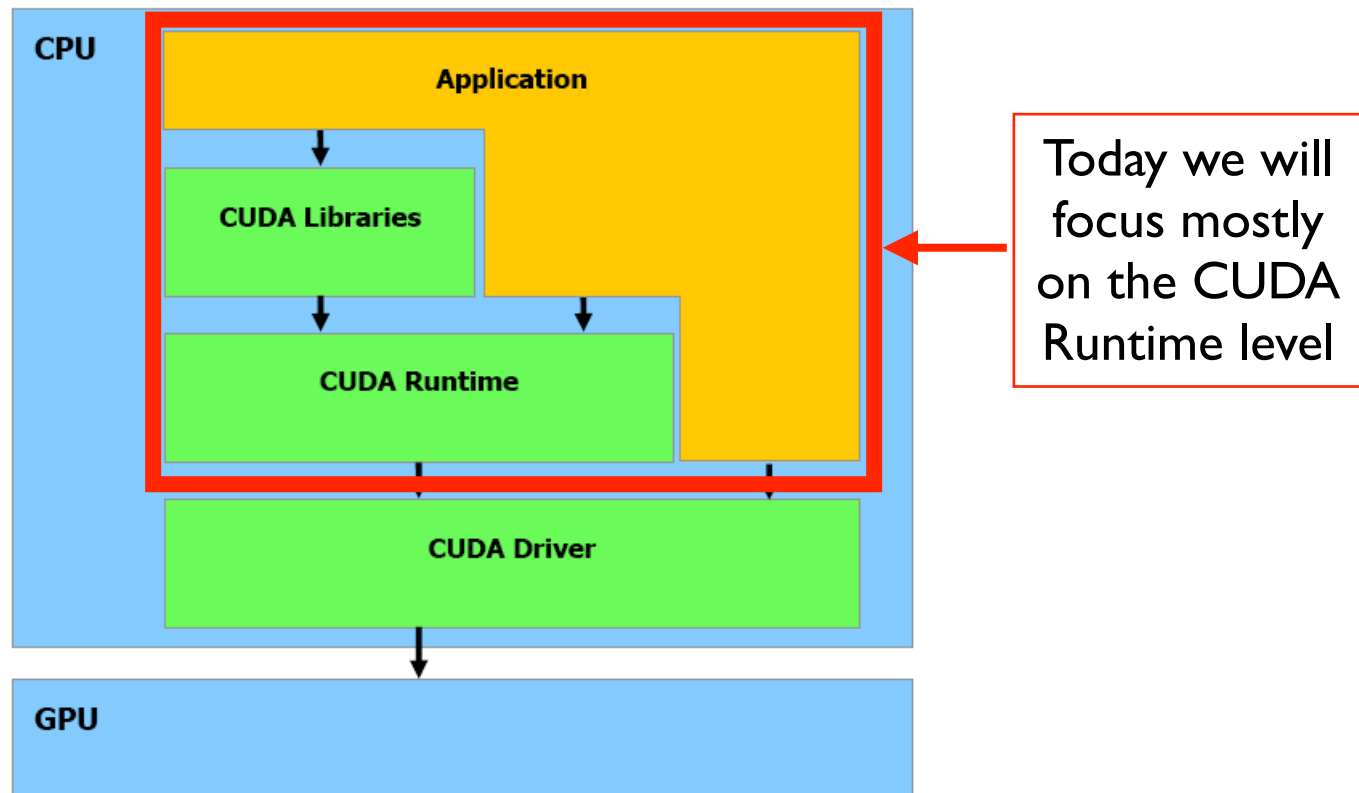 CPU
Application
CUDA Libraries
CUDA Runtime
CUDA Driver
GPU
Today we will
focus mostly
on the CUDA
Runtime level